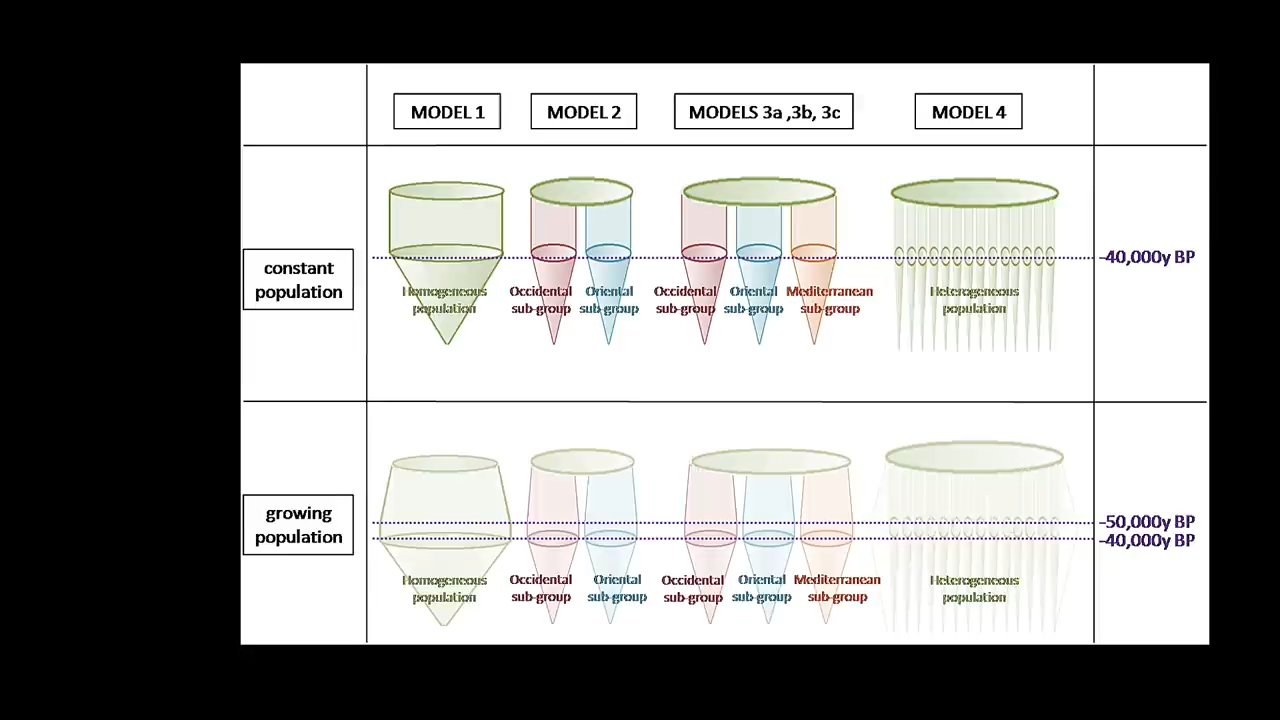 MODEL 1
MODEL 2
MODELS 3a ,3b, 3c
MODEL 4
constant
population
Homogeneous
population
Occidental
sub-group
Oriental
sub-group
Occidental
sub-group
Oriental
sub-group
Mediterranean
sub-group
Heterogeneous
population
-40,000y BP
growing
population
Homogeneous
population
Occidental
sub-group
Oriental
sub-group
Occidental
sub-group
Oriental
sub-group
Mediterranean
sub-group
Heterogeneous
population
-50,000y BP
-40,000y BP